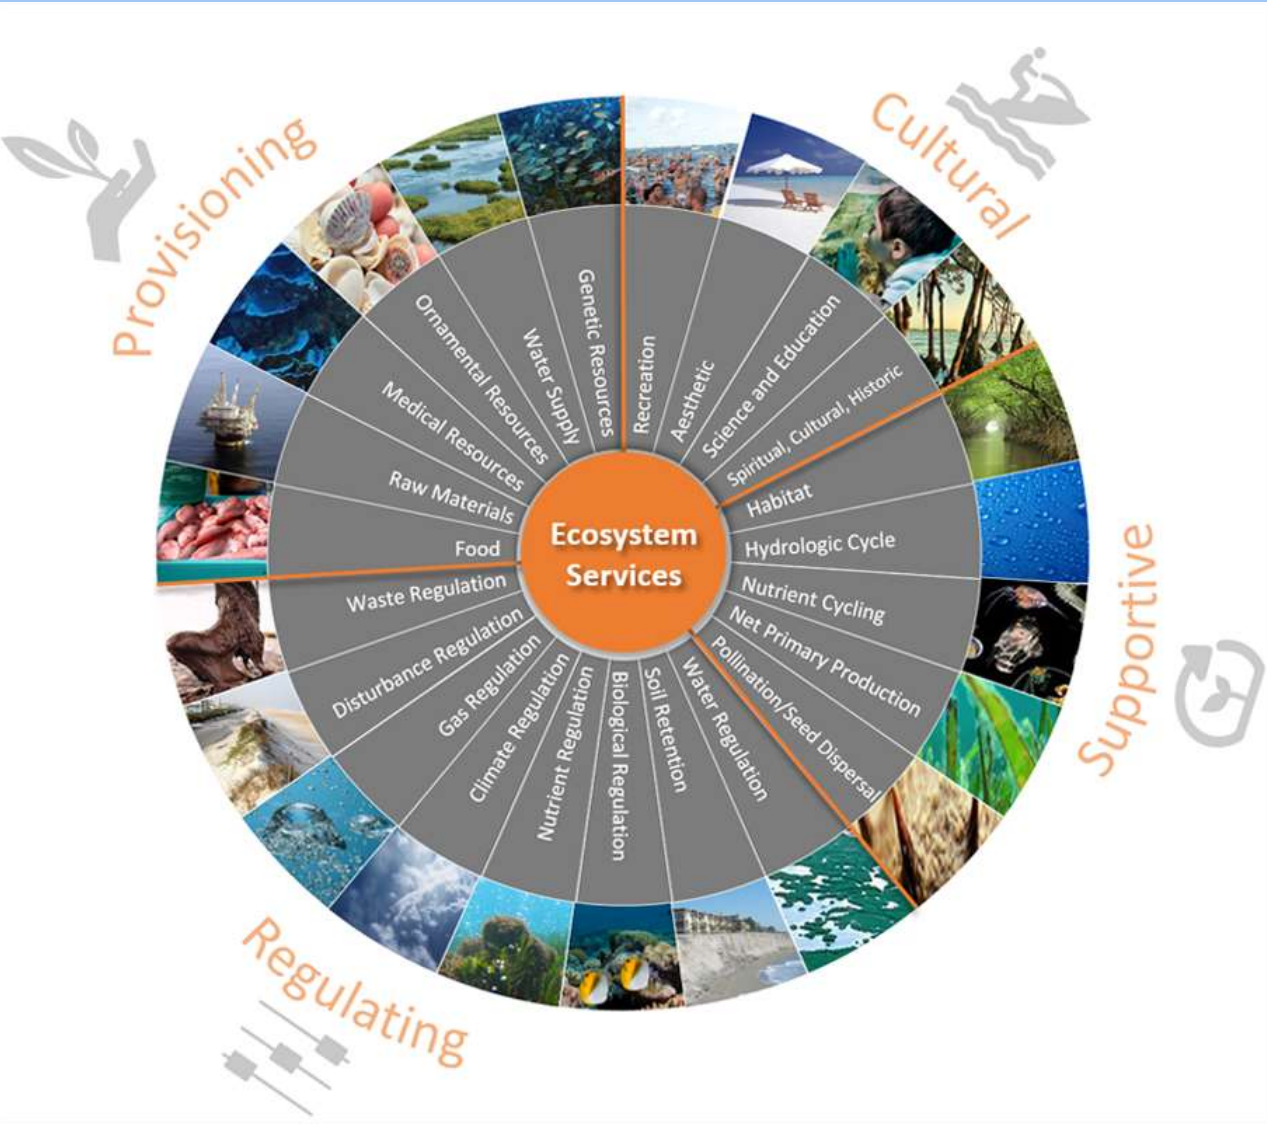 Provisioning
Cultural
Supportive
Regulating
Ecosystem
Services
Recreation
Aesthetic
Science and Education
Spiritual, Cultural, Historic
Habitat
Hydrologic Cycle
Nutrient Cycling
Net Primary Production
Pollination/Seed Dispersal
Water Regulation
Soil Retention
Biological Regulation
Nutrient Regulation
Climate Regulation
Gas Regulation
Disturbance Regulation
Waste Regulation
Food
Raw Materials
Medical Resources
Ornamental Resources
Water Supply
Genetic Resources